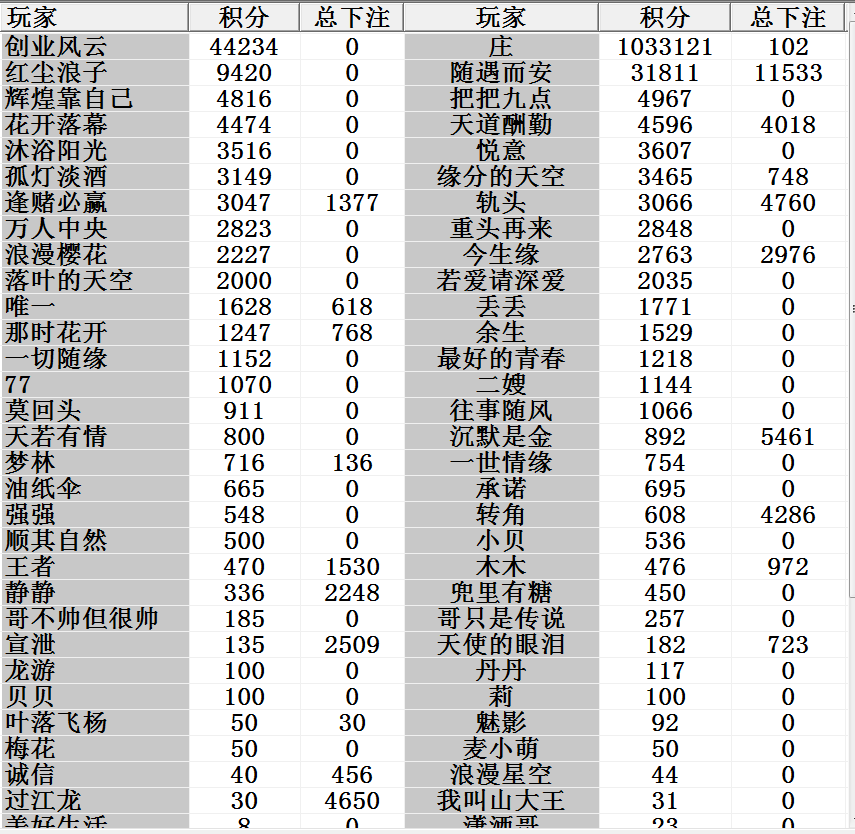 玩家 积分 总下注 玩家 积分 总下注
创业风云 44234 0 庄 1033121 102
红尘浪子 9420 0 随遇而安 31811 11533
辉煌靠自己 4816 0 把把九点 4967 0
花开落幕 4474 0 天道酬勤 4596 4018
沐浴阳光 3516 0 悦意 3607 0
孤灯淡酒 3149 0 缘分的天空 3465 748
逢赌必赢 3047 1377 轨头 3066 4760
万人中央 2823 0 重头再来 2848 0
浪漫樱花 2227 0 今生缘 2763 2976
落叶的天空 2000 0 若爱请深爱 2035 0
唯一 1628 618 丢丢 1771 0
那时花开 1247 768 余生 1529 0
一切随缘 1152 0 最好的青春 1218 0
77 1070 0 二嫂 1144 0
莫回头 911 0 往事随风 1066 0
天若有情 800 0 沉默是金 892 5461
梦林 716 136 一世情缘 754 0
油纸伞 665 0 承诺 695 0
强强 548 0 转角 608 4286
顺其自然 500 0 小贝 536 0
王者 470 1530 木木 476 972
静静 336 2248 兜里有糖 450 0
哥不帅但很帅 185 0 哥只是传说 257 0
宣泄 135 2509 天使的眼泪 182 723
龙游 100 0 丹丹 117 0
贝贝 100 0 莉 100 0
叶落飞杨 50 30 魅影 92 0
梅花 50 0 麦小萌 50 0
诚信 40 456 浪漫星空 44 0
过江龙 30 4650 我叫山大王 31 0
美好生活 8 0 潇洒哥 23 0